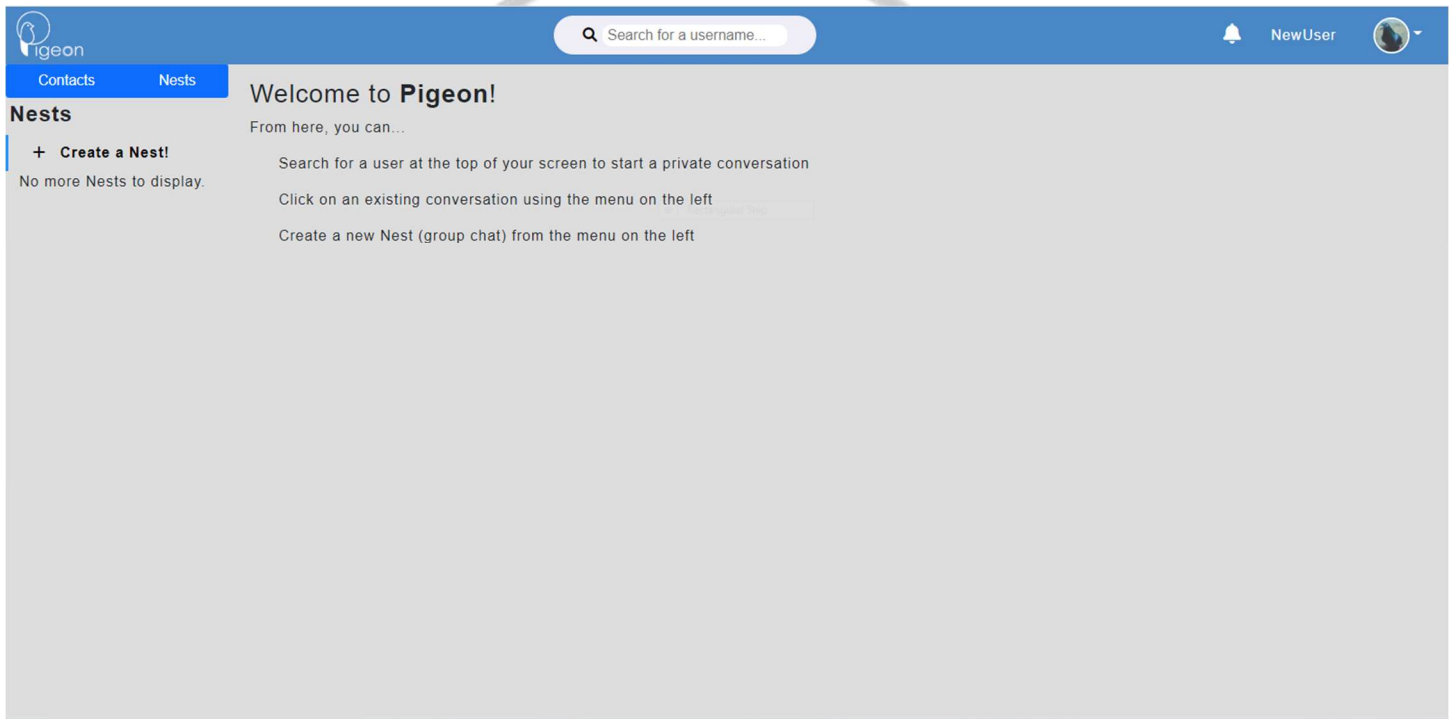 Pigeon
Search for a username...
NewUser
Contacts Nests
Nests
+ Create a Nest!
No more Nests to display.
Welcome to Pigeon!
From here, you can...
Search for a user at the top of your screen to start a private conversation
Click on an existing conversation using the menu on the left
Create a new Nest (group chat) from the menu on the left